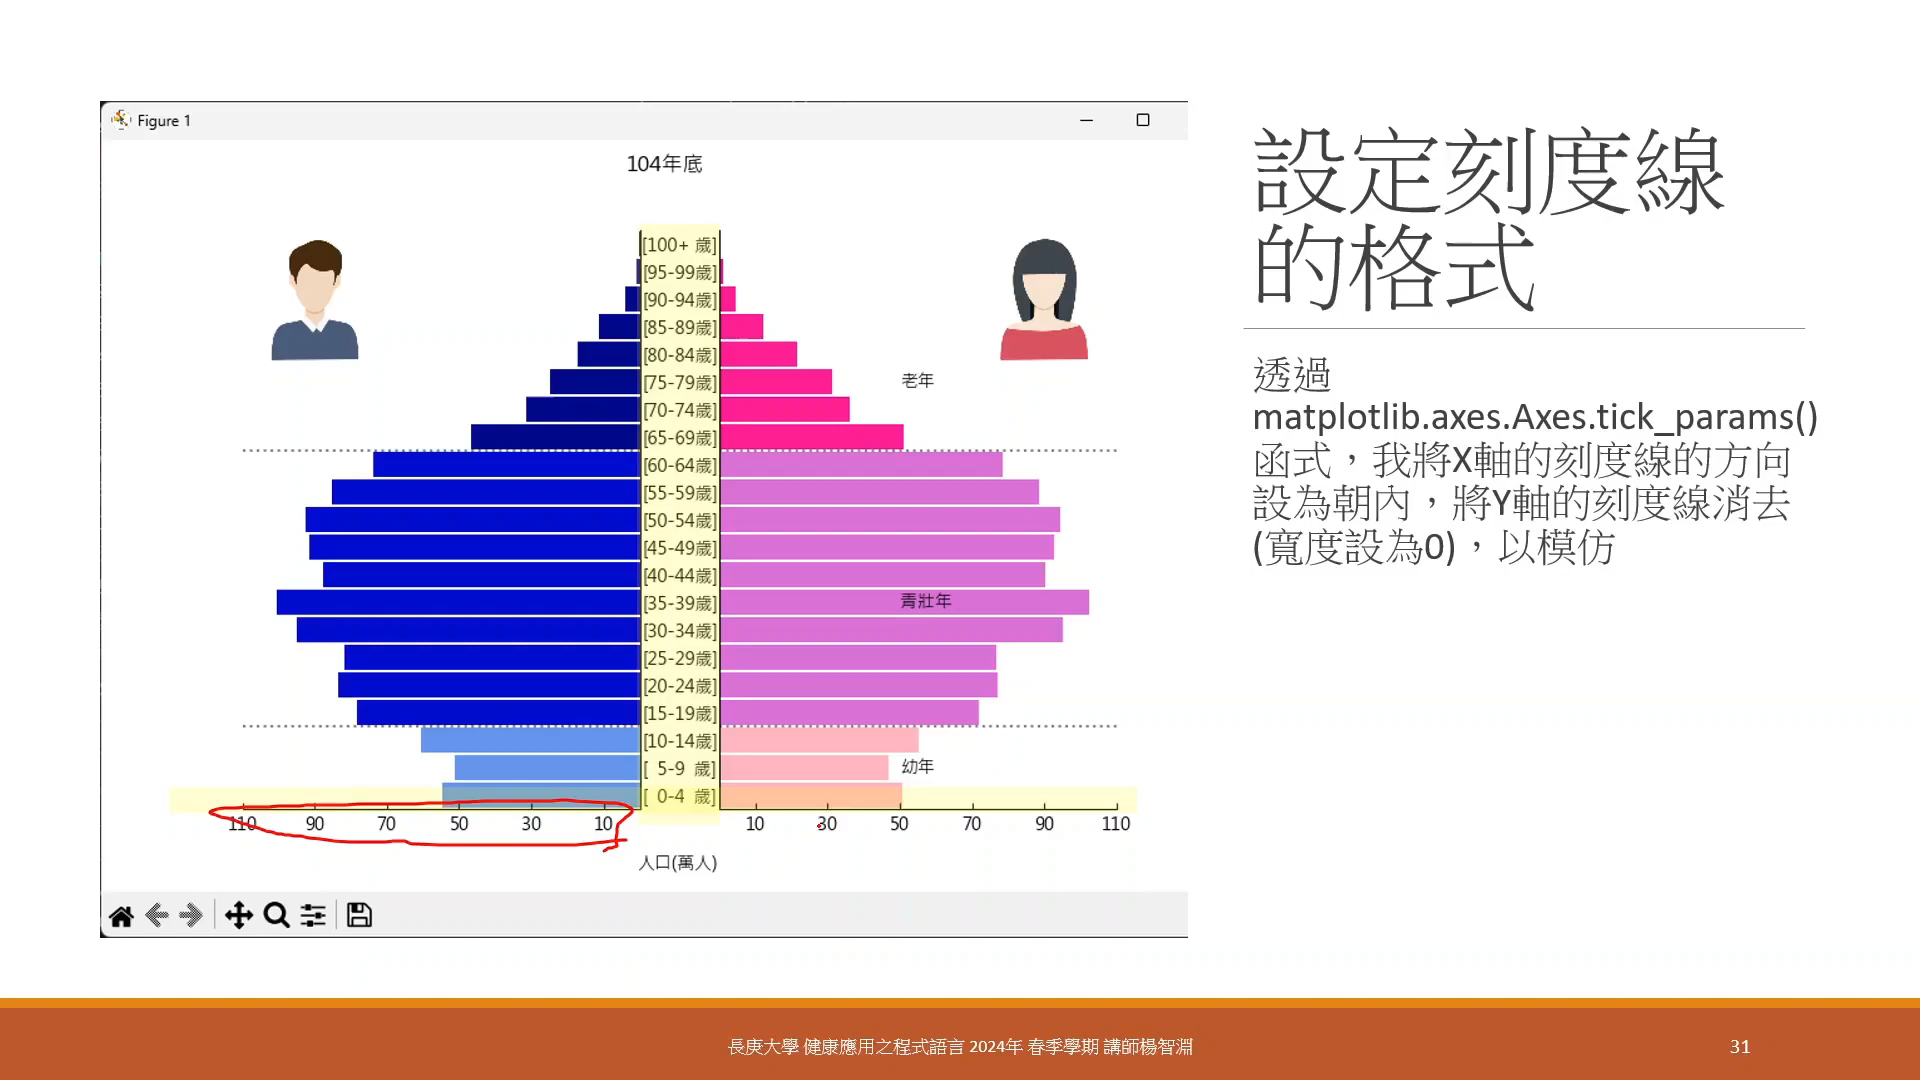 Figure 1
104年底
[100+ 歲]
[95-99歲]
[90-94歲]
[85-89歲]
[80-84歲]
[75-79歲]
老年
[70-74歲]
[65-69歲]
[60-64歲]
[55-59歲]
[50-54歲]
[45-49歲]
[40-44歲]
[35-39歲]
青壯年
[30-34歲]
[25-29歲]
[20-24歲]
[15-19歲]
[10-14歲]
[ 5-9 歲]
幼年
[ 0-4 歲]
110 90 70 50 30 10 10 30 50 70 90 110
人口(萬人)
設定刻度線
的格式
透過
matplotlib.axes.Axes.tick_params()
函式，我將X軸的刻度線的方向
設為朝內，將Y軸的刻度線消去
(寬度設為0)，以模仿
長庚大學 健康應用之程式語言 2024年 春季學期 講師楊智淵
31